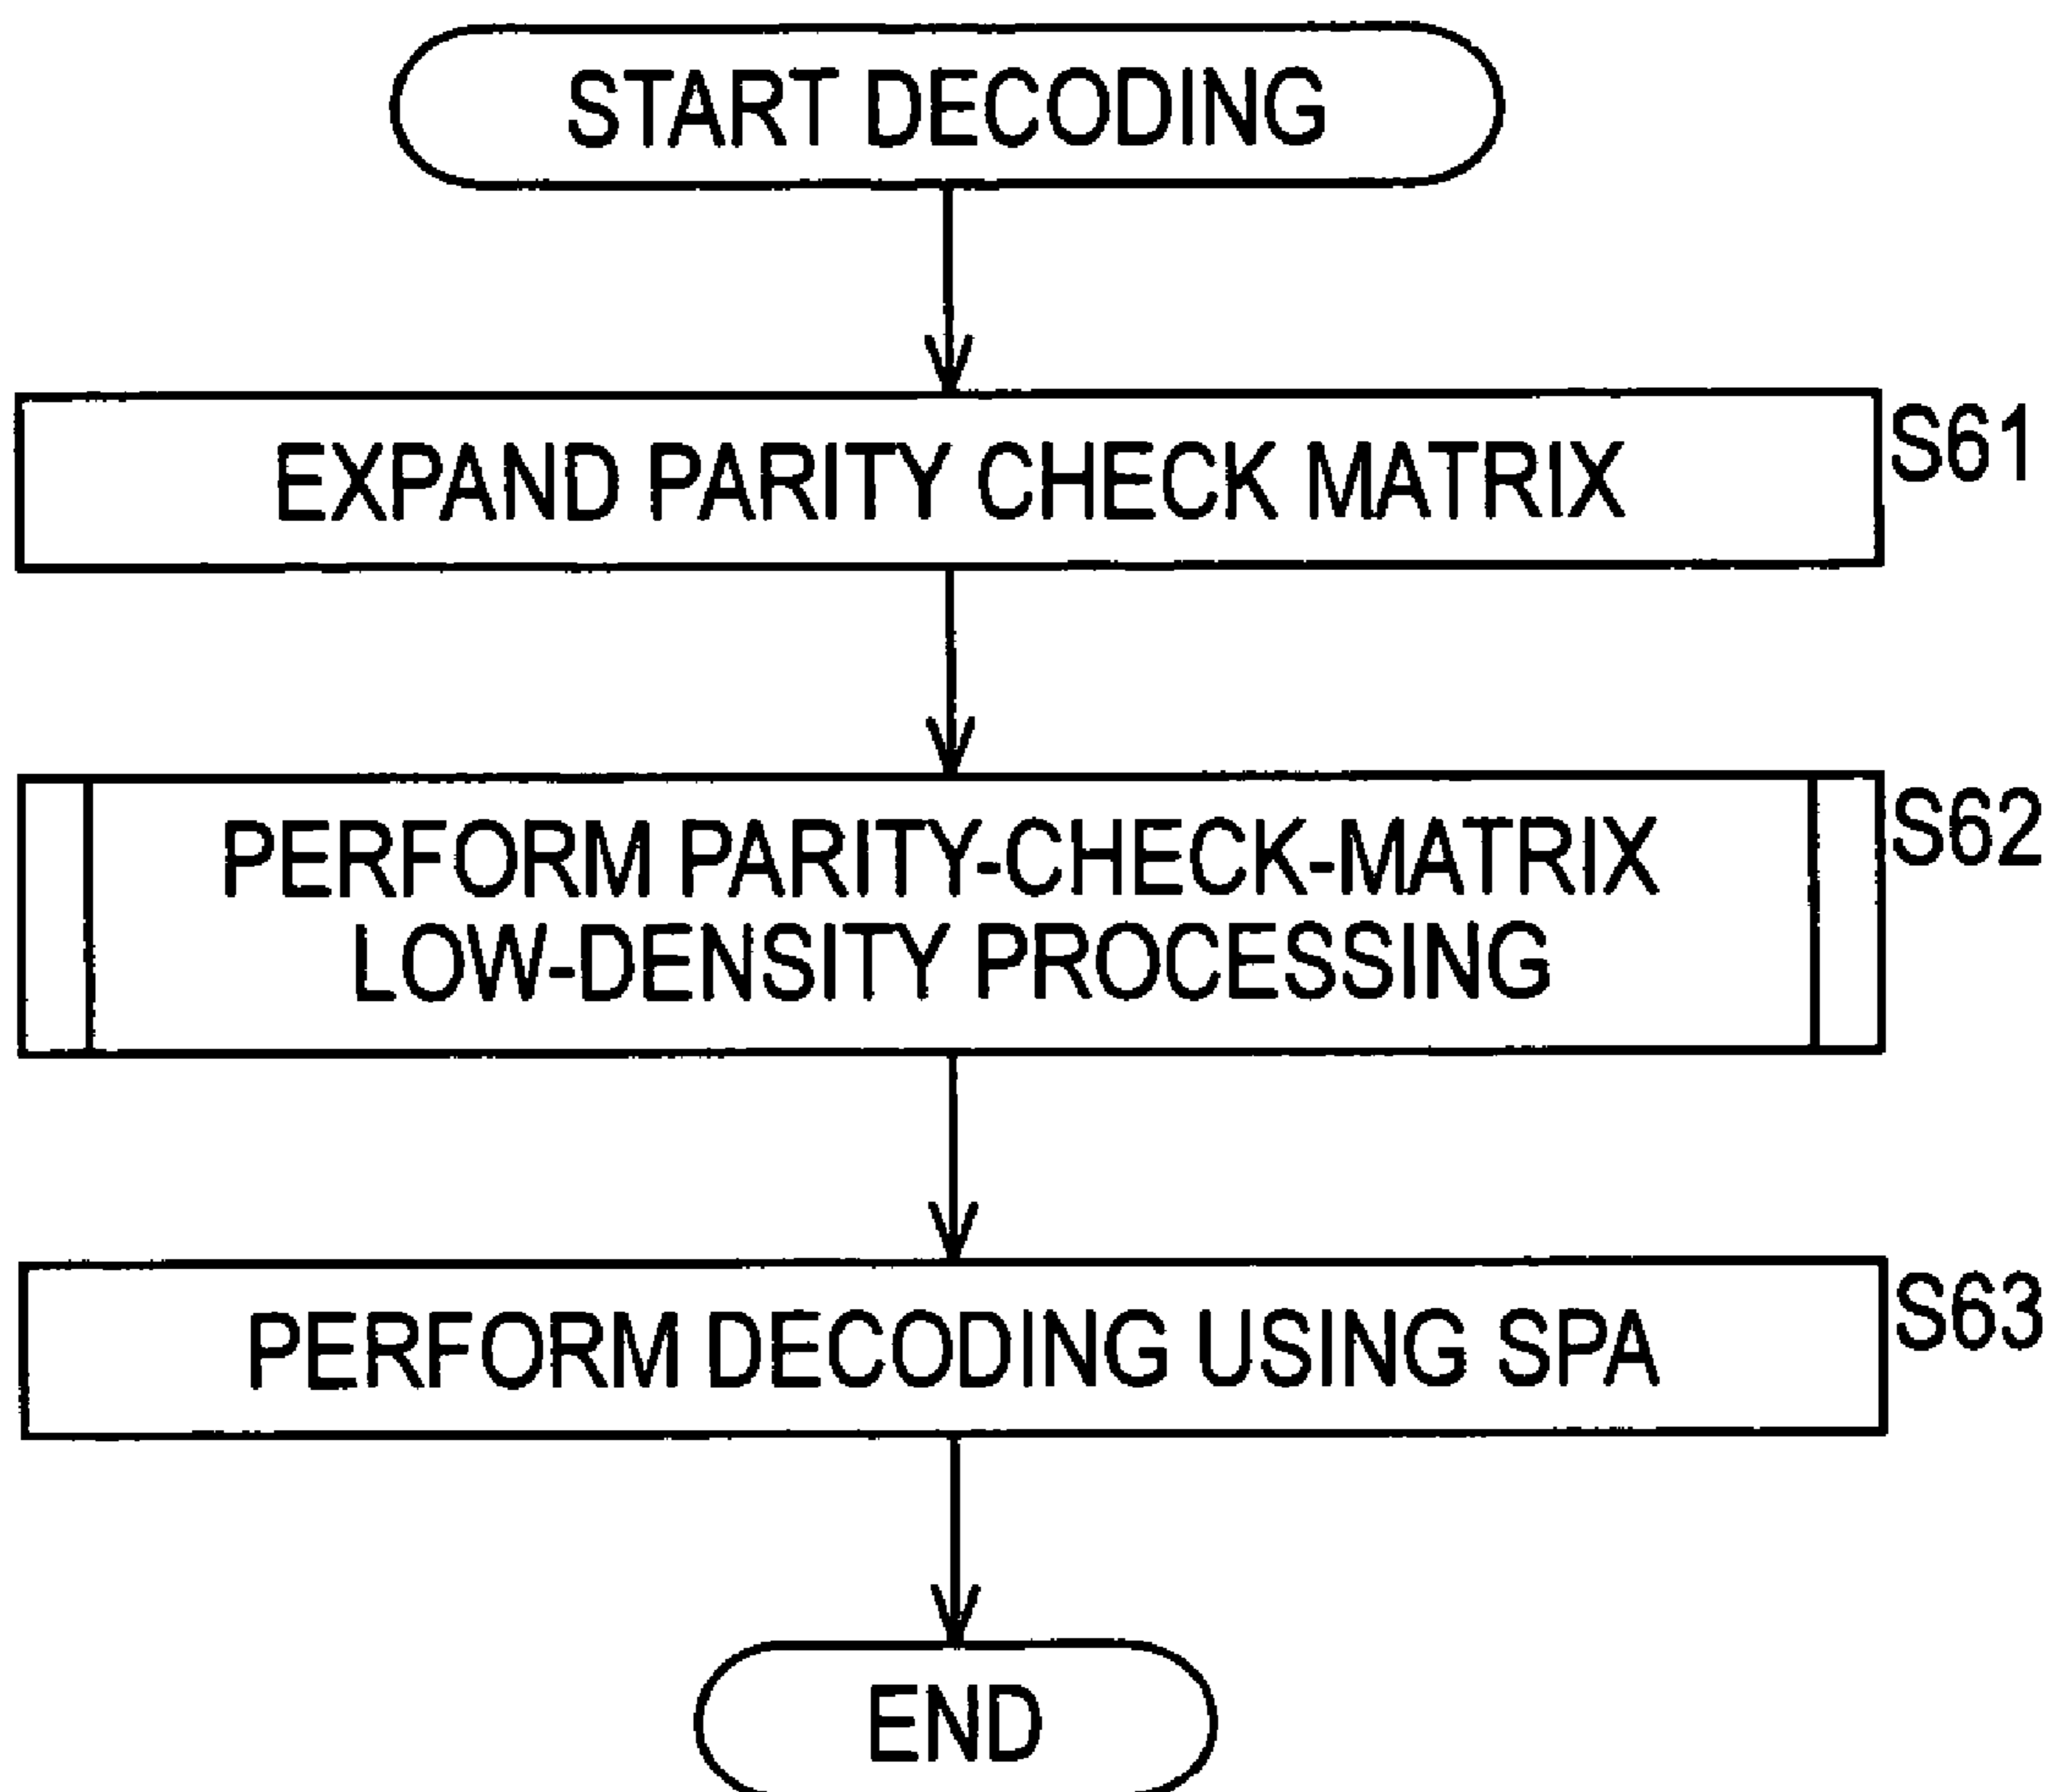 START DECODING
EXPAND PARITY CHECK MATRIX
S61
PERFORM PARITY-CHECK-MATRIX
LOW-DENSITY PROCESSING
S62
PERFORM DECODING USING SPA
S63
END